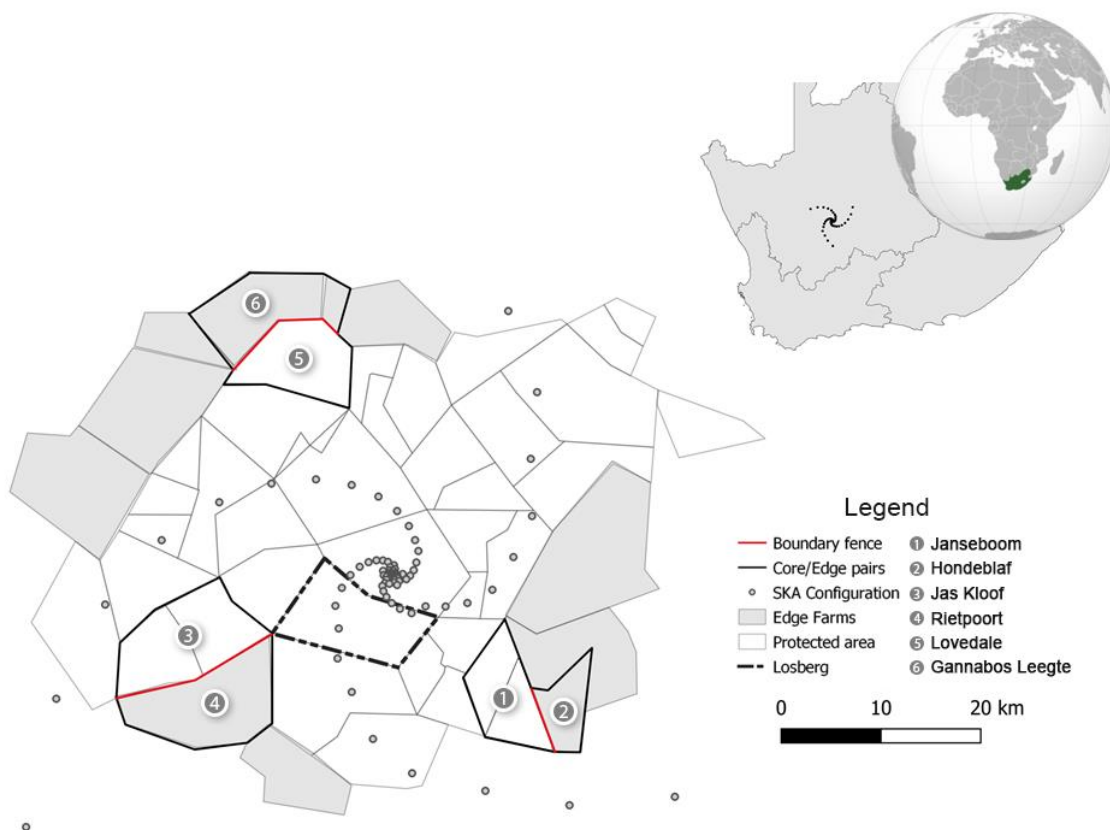 6
5
3
4
1
2
Legend
Boundary fence
Core/Edge pairs
SKA Configuration
Edge Farms
Protected area
Losberg
1 Janseboom
2 Hondeblaf
3 Jas Kloof
4 Rietpoort
5 Lovedale
6 Gannabos Leegte
0 10 20 km